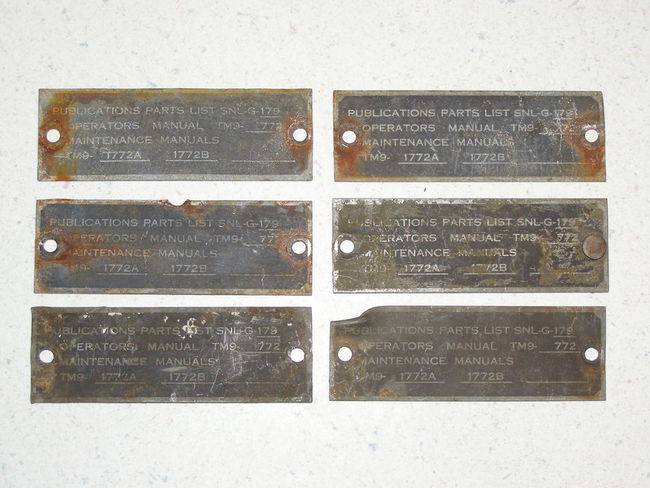 PUBLICATIONS PARTS LIST SNL-G-179
OPERATORS MANUAL TM9- 772
MAINTENANCE MANUALS
TM9- 1772A 1772B
PUBLICATIONS PARTS LIST SNL-G-179
OPERATORS MANUAL TM9- 772
MAINTENANCE MANUALS
TM9- 1772A 1772B
PUBLICATIONS PARTS LIST SNL-G-179
OPERATORS MANUAL TM9- 772
MAINTENANCE MANUALS
TM9- 1772A 1772B
PUBLICATIONS PARTS LIST SNL-G-179
OPERATORS MANUAL TM9- 772
MAINTENANCE MANUALS
TM9- 1772A 1772B
PUBLICATIONS PARTS LIST SNL-G-179
OPERATORS MANUAL TM9- 772
MAINTENANCE MANUALS
TM9- 1772A 1772B
PUBLICATIONS PARTS LIST SNL-G-179
OPERATORS MANUAL TM9- 772
MAINTENANCE MANUALS
TM9- 1772A 1772B